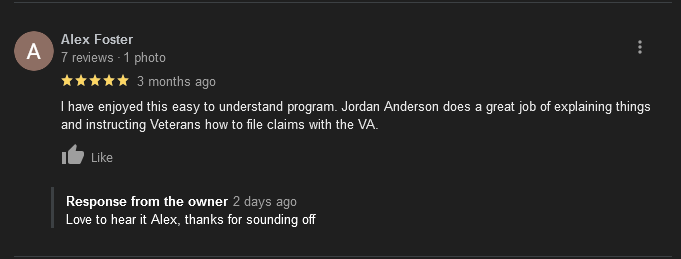 A
Alex Foster
7 reviews · 1 photo
3 months ago
I have enjoyed this easy to understand program. Jordan Anderson does a great job of explaining things
and instructing Veterans how to file claims with the VA.
Like
Response from the owner 2 days ago
Love to hear it Alex, thanks for sounding off